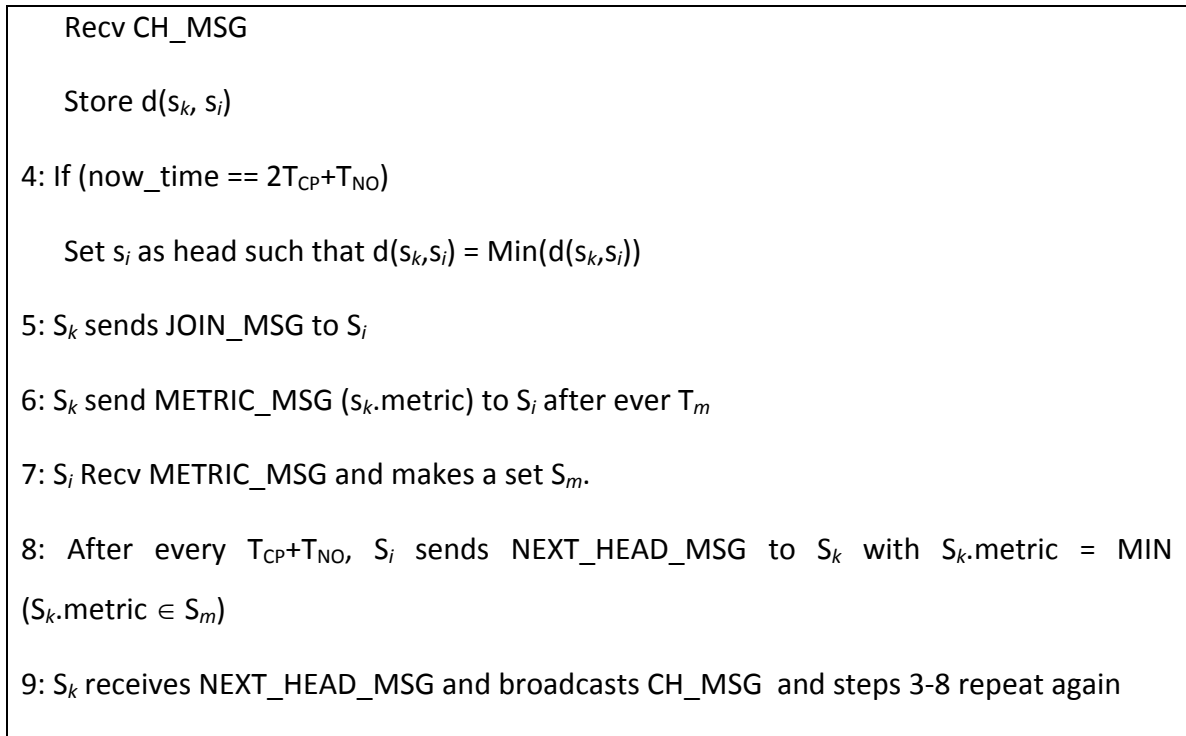 Recv CH_MSG
Store d(sk, si)
4: If (now_time == 2TCP+TNO)
Set si as head such that d(sk,si) = Min(d(sk,si))
5: Sk sends JOIN_MSG to Si
6: Sk send METRIC_MSG (sk.metric) to Si after ever Tm
7: Si Recv METRIC_MSG and makes a set Sm.
8: After every TCP+TNO, Si sends NEXT_HEAD_MSG to Sk with Sk.metric = MIN
(Sk.metric ∈ Sm)
9: Sk receives NEXT_HEAD_MSG and broadcasts CH_MSG and steps 3-8 repeat again